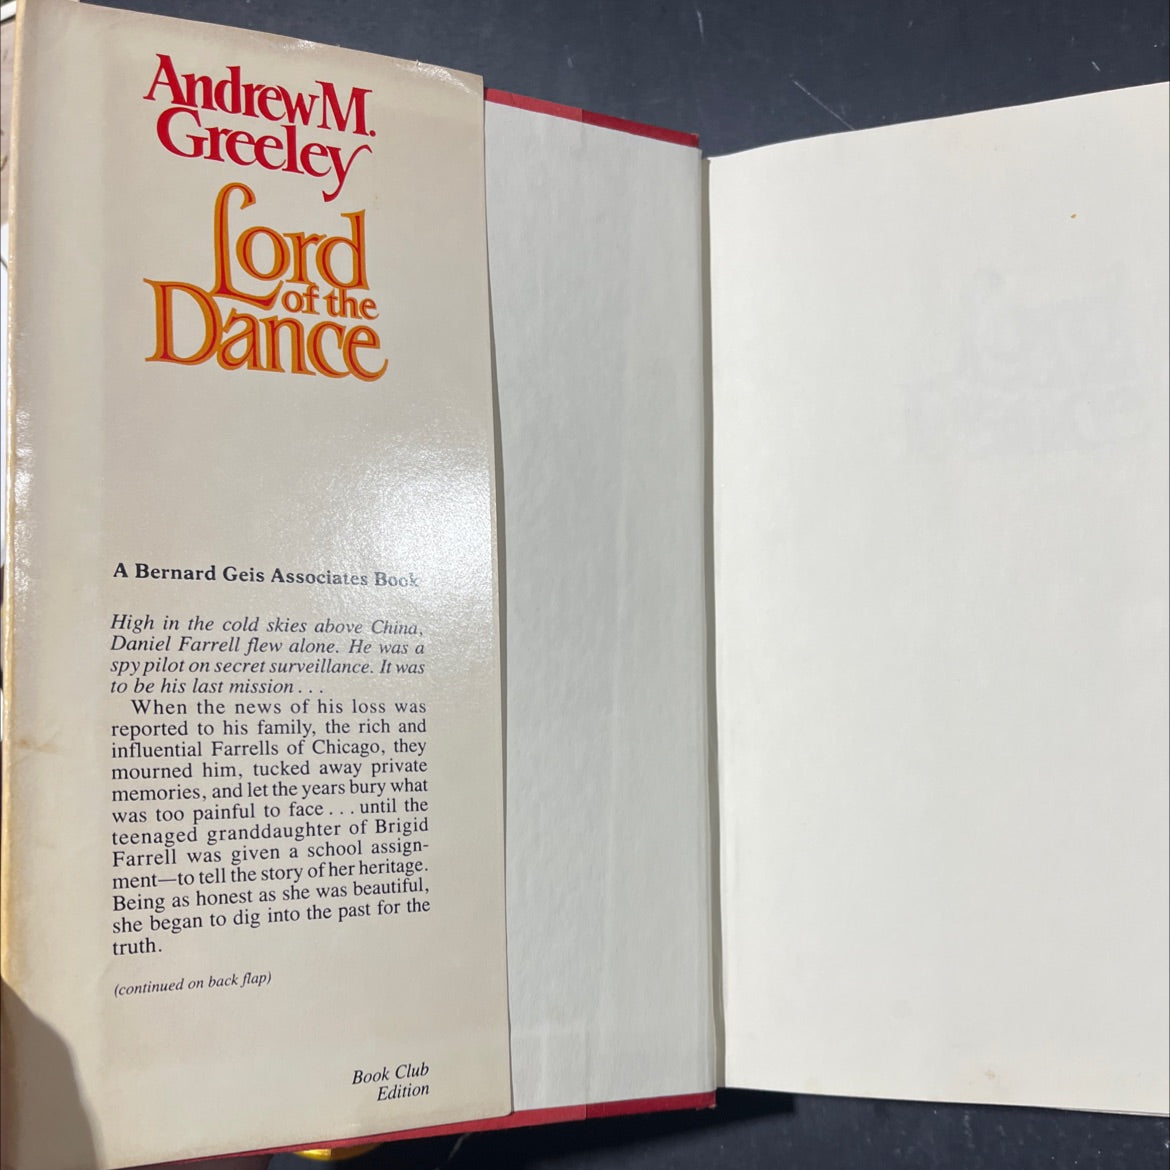 Andrew M.
Greeley
Lord
of the
Dance
A Bernard Geis Associates Book
High in the cold skies above China,
Daniel Farrell flew alone. He was a
spy pilot on secret surveillance. It was
to be his last mission . . .
When the news of his loss was
reported to his family, the rich and
influential Farrells of Chicago, they
mourned him, tucked away private
memories, and let the years bury what
was too painful to face . . . until the
teenaged granddaughter of Brigid
Farrell was given a school assign-
ment—to tell the story of her heritage.
Being as honest as she was beautiful,
she began to dig into the past for the
truth.
(continued on back flap)
Book Club
Edition